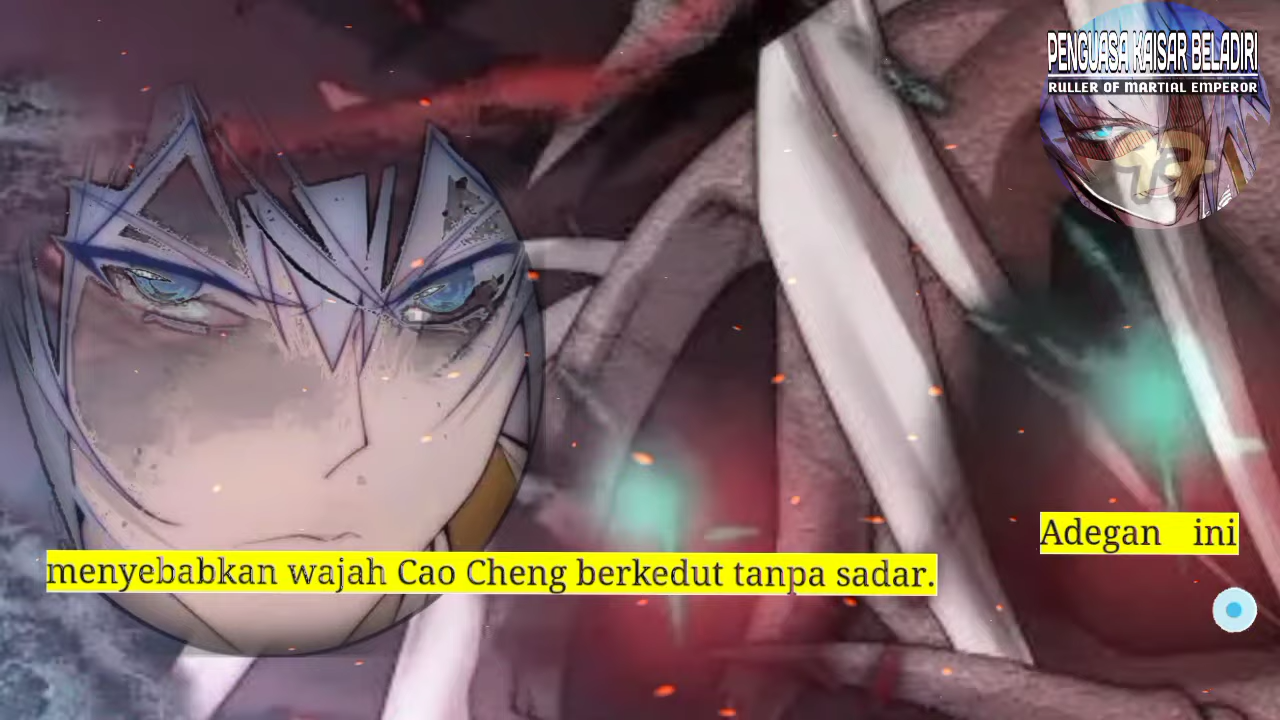 PENGUASA KAISAR BELADIRI
RULLER OF MARTIAL EMPEROR
Adegan ini
menyebabkan wajah Cao Cheng berkedut tanpa sadar.